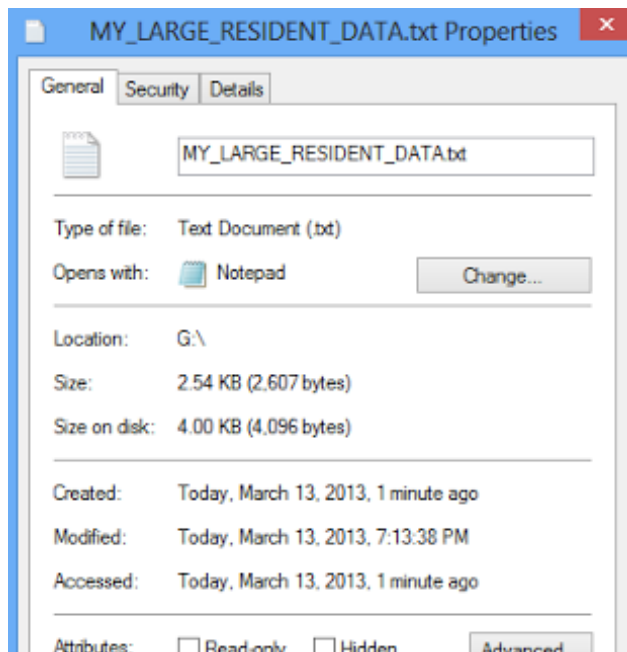 MY_LARGE_RESIDENT_DATA.txt Properties
×
General Security Details
MY_LARGE_RESIDENT_DATA.txt
Type of file: Text Document (.txt)
Opens with: Notepad Change...
Location: G:\
Size: 2.54 KB (2,607 bytes)
Size on disk: 4.00 KB (4,096 bytes)
Created: Today, March 13, 2013, 1 minute ago
Modified: Today, March 13, 2013, 7:13:38 PM
Accessed: Today, March 13, 2013, 1 minute ago
Attributes: Read-only Hidden Advanced...